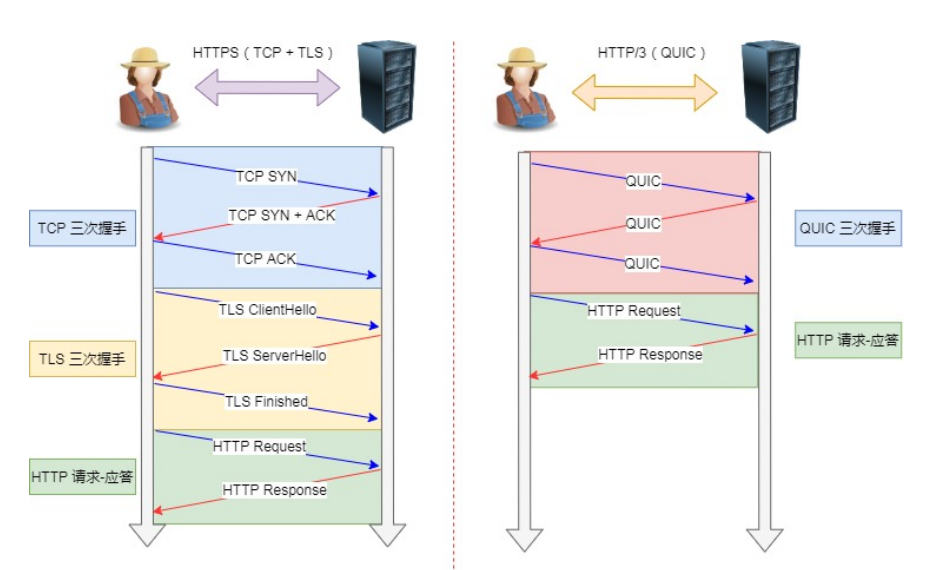 HTTPS（TCP + TLS）
TCP 三次握手
TCP SYN
TCP SYN + ACK
TCP ACK
TLS 三次握手
TLS ClientHello
TLS ServerHello
TLS Finished
HTTP 请求-应答
HTTP Request
HTTP Response
HTTP/3（QUIC）
QUIC
QUIC
QUIC
QUIC 三次握手
HTTP Request
HTTP Response
HTTP 请求-应答